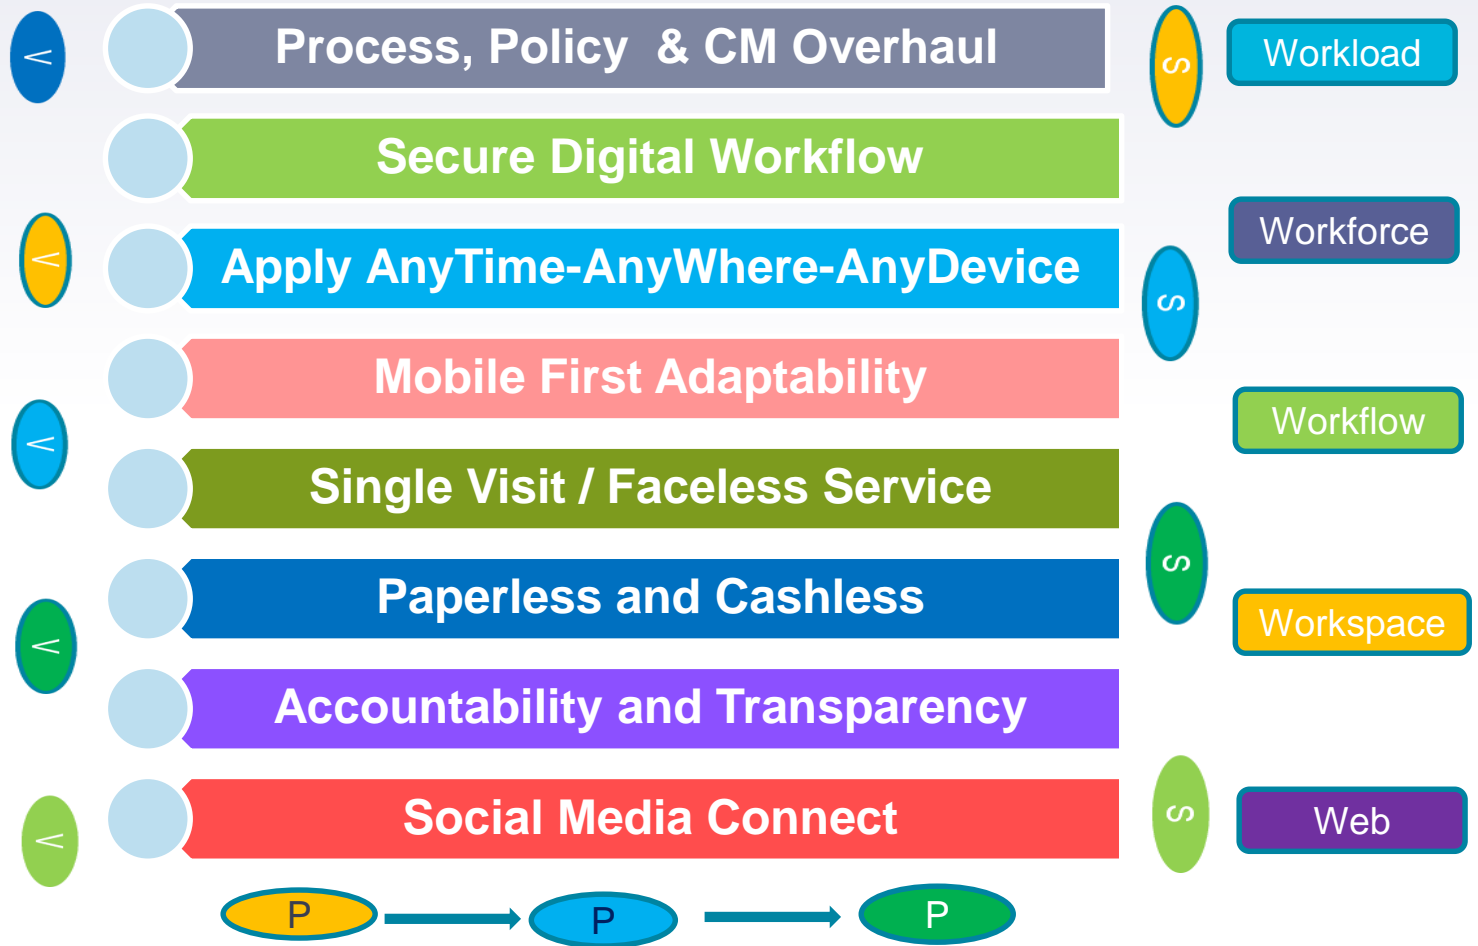 V
Process, Policy & CM Overhaul
S
Workload
Secure Digital Workflow
V
Apply AnyTime-AnyWhere-AnyDevice
Workforce
S
Mobile First Adaptability
V
Workflow
Single Visit / Faceless Service
S
Paperless and Cashless
V
Workspace
Accountability and Transparency
V
Social Media Connect
S
Web
P
P
P